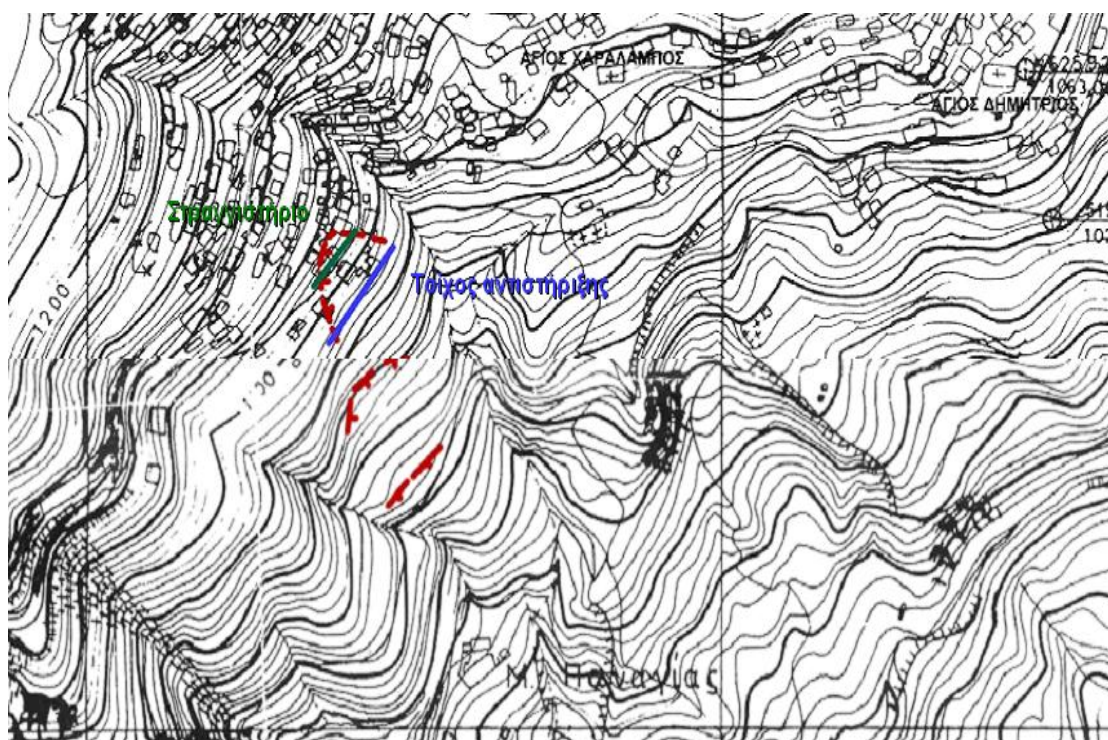 ΑΓΙΟΣ ΧΑΡΑΛΑΜΠΟΣ
ΑΓΙΟΣ ΔΗΜΗΤΡΙΟΣ
Στραγγιστήριο
Τοίχος αντιστήριξης
1200
Μ. Παναγίας